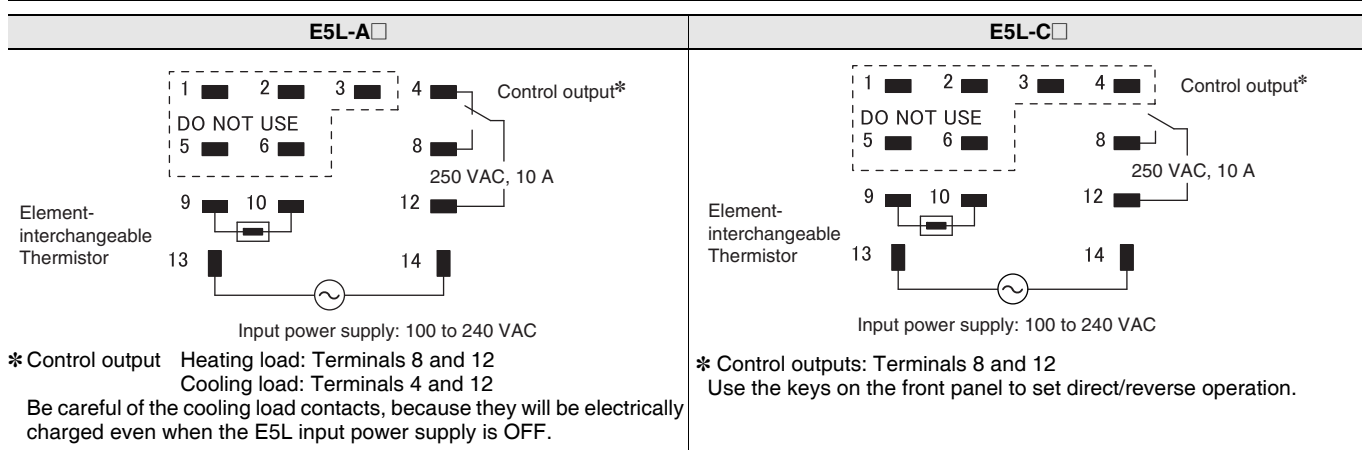 E5L-A□
1 2 3 4 Control output*
DO NOT USE
5 6 8
250 VAC, 10 A
9 10 12
Element-
interchangeable
Thermistor
13 14
Input power supply: 100 to 240 VAC
* Control output Heating load: Terminals 8 and 12
Cooling load: Terminals 4 and 12
Be careful of the cooling load contacts, because they will be electrically
charged even when the E5L input power supply is OFF.
E5L-C□
1 2 3 4 Control output*
DO NOT USE
5 6 8
250 VAC, 10 A
9 10 12
Element-
interchangeable
Thermistor
13 14
Input power supply: 100 to 240 VAC
* Control outputs: Terminals 8 and 12
Use the keys on the front panel to set direct/reverse operation.